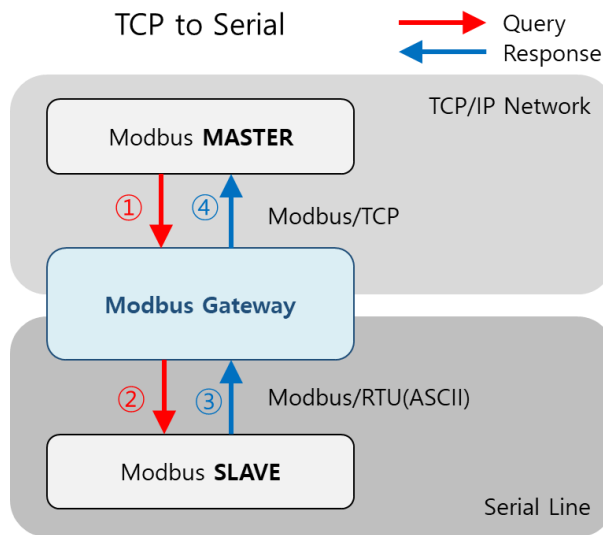 TCP to Serial
Query
Response
TCP/IP Network
Modbus MASTER
① ④
Modbus/TCP
Modbus Gateway
② ③
Modbus/RTU(ASCII)
Modbus SLAVE
Serial Line